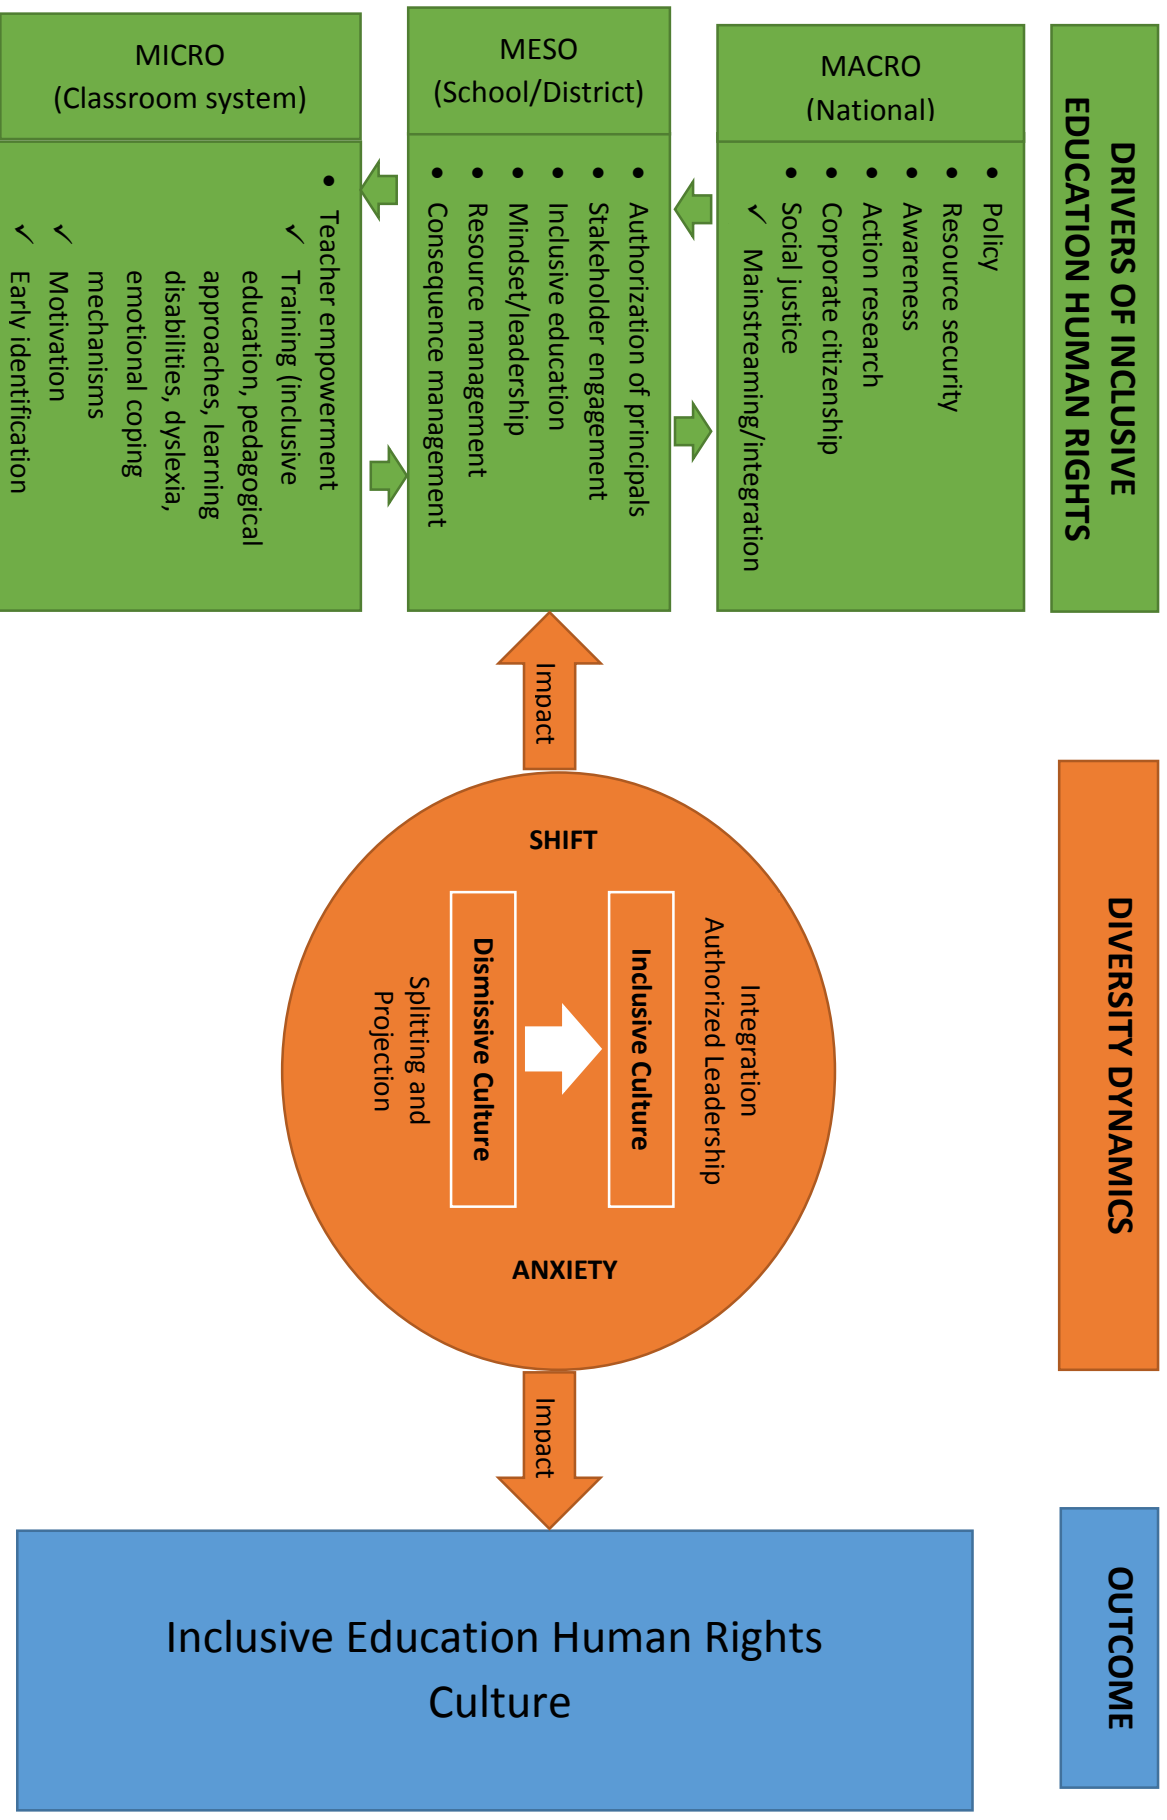 DRIVERS OF INCLUSIVE
EDUCATION HUMAN RIGHTS
MACRO
(National)
• Policy
• Resource security
• Awareness
• Action research
• Corporate citizenship
• Social justice
✓ Mainstreaming/integration
MESO
(School/District)
• Authorization of principals
• Stakeholder engagement
• Inclusive education
• Mindset/leadership
• Resource management
• Consequence management
MICRO
(Classroom system)
• Teacher empowerment
✓ Training (inclusive
education, pedagogical
approaches, learning
disabilities, dyslexia,
emotional coping
mechanisms
✓ Motivation
✓ Early identification
DIVERSITY DYNAMICS
Impact
SHIFT
Integration
Authorized Leadership
Inclusive Culture
Dismissive Culture
Splitting and
Projection
ANXIETY
Impact
OUTCOME
Inclusive Education Human Rights
Culture